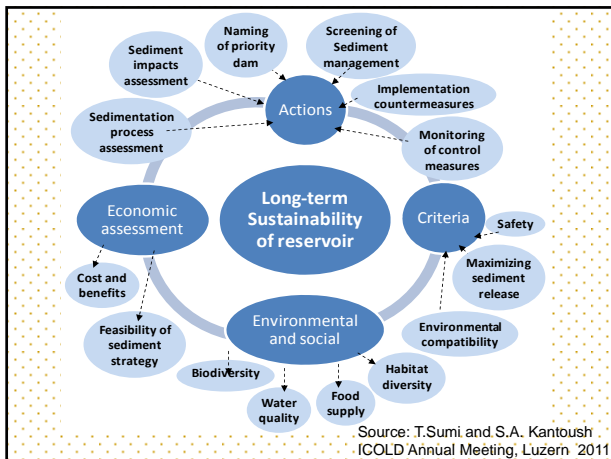 Naming
of priority
dam
Screening of
Sediment
management
Sediment
impacts
assessment
Actions
Implementation
countermeasures
Sedimentation
process
assessment
Monitoring
of control
measures
Economic
assessment
Long-term
Sustainability
of reservoir
Criteria
Safety
Maximizing
sediment
release
Cost and
benefits
Feasibility of
sediment
strategy
Environmental
and social
Environmental
compatibility
Biodiversity
Water
quality
Food
supply
Habitat
diversity
Source: T.Sumi and S.A. Kantoush
ICOLD Annual Meeting, Luzern 2011